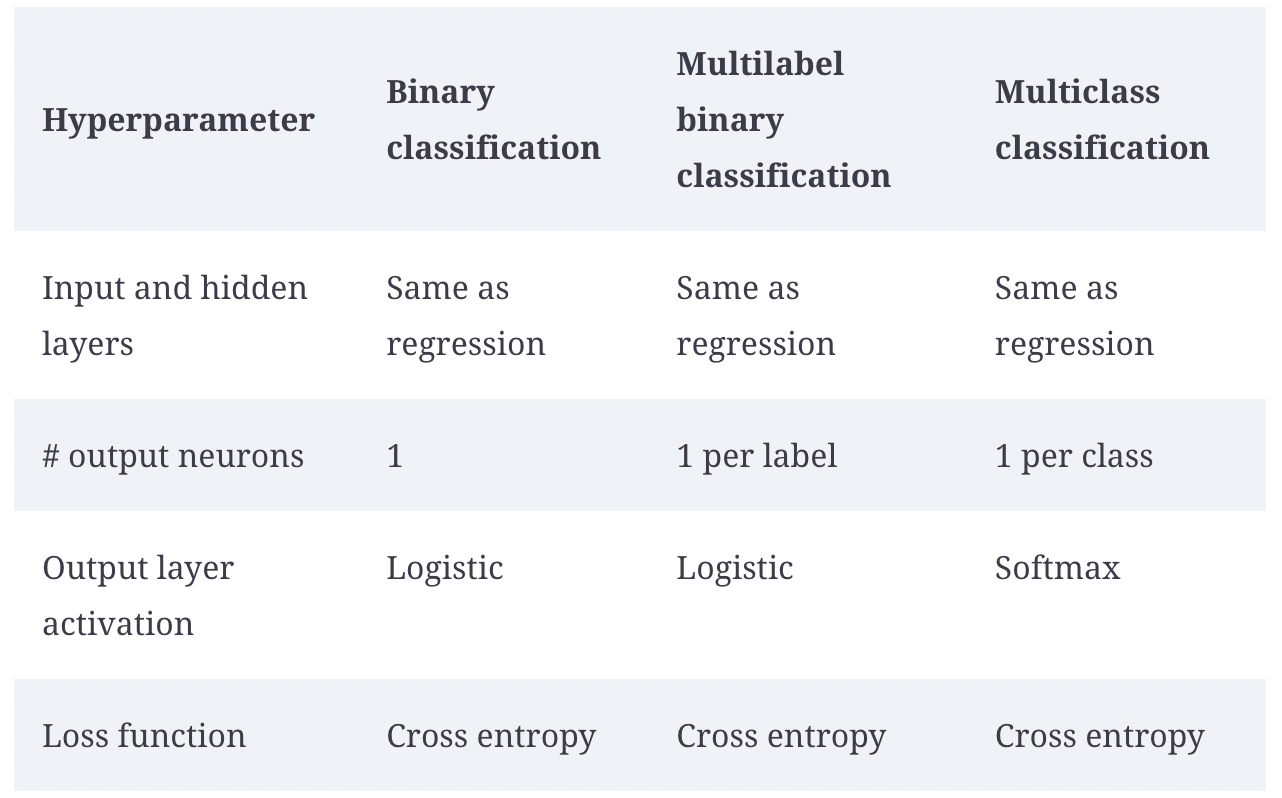 Hyperparameter
Binary
classification
Multilabel
binary
classification
Multiclass
classification
Input and hidden
layers
Same as
regression
Same as
regression
Same as
regression
# output neurons
1
1 per label
1 per class
Output layer
activation
Logistic
Logistic
Softmax
Loss function
Cross entropy
Cross entropy
Cross entropy